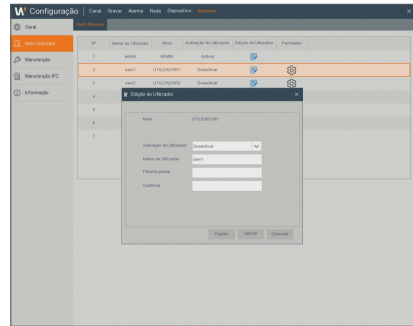 Configuração Canal Gravar Alarme Rede Dispositivo Sistema
Geral
Multi Utilizador
Multi Utilizador
Nº Nome do Utilizador Nível Activação do Utilizador Edição do Utilizador Permissão
1 admin ADMIN Activar
2 user1 UTILIZADOR1 Desactivar
Manutenção
3 user2 UTILIZADOR2 Desactivar
Manutenção IPC
4
Informação
5
6
7
Edição do Utilizador
Nível UTILIZADOR1
Activação do Utilizador Desactivar
Nome do Utilizador user1
Palavra passe
Confirmar
Padrão Aplicar Cancelar